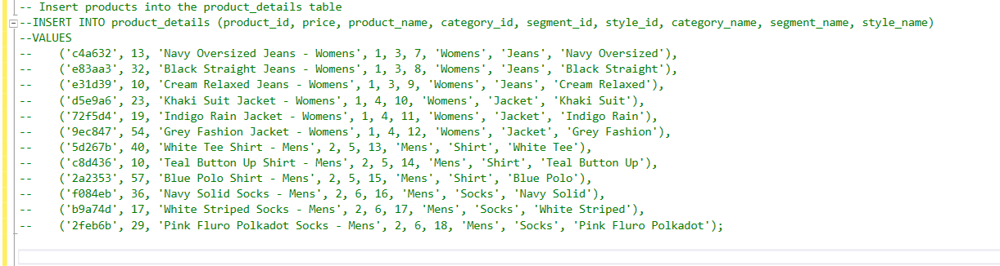 -- Insert products into the product_details table
--INSERT INTO product_details (product_id, price, product_name, category_id, segment_id, style_id, category_name, segment_name, style_name)
--VALUES
--    ('c4a632', 13, 'Navy Oversized Jeans - Womens', 1, 3, 7, 'Womens', 'Jeans', 'Navy Oversized'),
--    ('e83aa3', 32, 'Black Straight Jeans - Womens', 1, 3, 8, 'Womens', 'Jeans', 'Black Straight'),
--    ('e31d39', 10, 'Cream Relaxed Jeans - Womens', 1, 3, 9, 'Womens', 'Jeans', 'Cream Relaxed'),
--    ('d5e9a6', 23, 'Khaki Suit Jacket - Womens', 1, 4, 10, 'Womens', 'Jacket', 'Khaki Suit'),
--    ('72f5d4', 19, 'Indigo Rain Jacket - Womens', 1, 4, 11, 'Womens', 'Jacket', 'Indigo Rain'),
--    ('9ec847', 54, 'Grey Fashion Jacket - Womens', 1, 4, 12, 'Womens', 'Jacket', 'Grey Fashion'),
--    ('5d267b', 40, 'White Tee Shirt - Mens', 2, 5, 13, 'Mens', 'Shirt', 'White Tee'),
--    ('c8d436', 10, 'Teal Button Up Shirt - Mens', 2, 5, 14, 'Mens', 'Shirt', 'Teal Button Up'),
--    ('2a2353', 57, 'Blue Polo Shirt - Mens', 2, 5, 15, 'Mens', 'Shirt', 'Blue Polo'),
--    ('f084eb', 36, 'Navy Solid Socks - Mens', 2, 6, 16, 'Mens', 'Socks', 'Navy Solid'),
--    ('b9a74d', 17, 'White Striped Socks - Mens', 2, 6, 17, 'Mens', 'Socks', 'White Striped'),
--    ('2feb6b', 29, 'Pink Fluro Polkadot Socks - Mens', 2, 6, 18, 'Mens', 'Socks', 'Pink Fluro Polkadot');